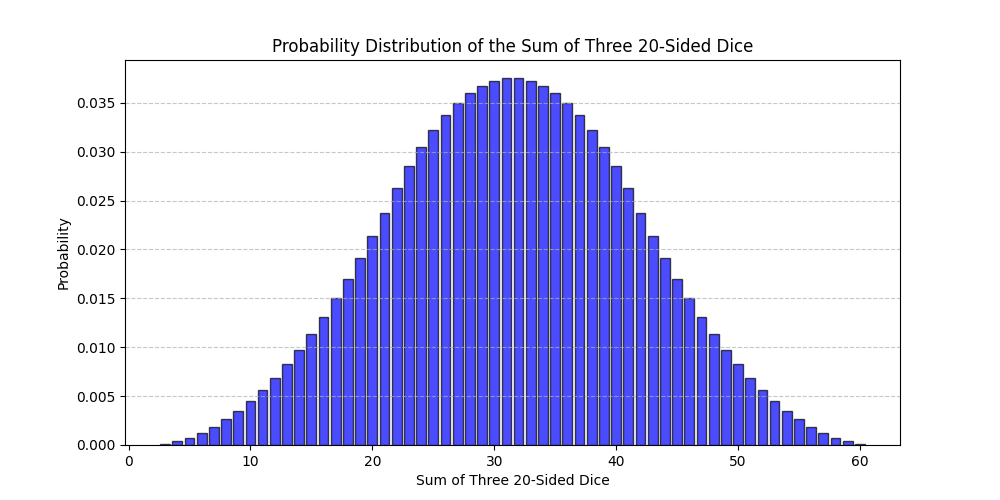 Probability Distribution of the Sum of Three 20-Sided Dice
0.035
0.030
0.025
0.020
0.015
0.010
0.005
0.000
Probability
0 10 20 30 40 50 60
Sum of Three 20-Sided Dice